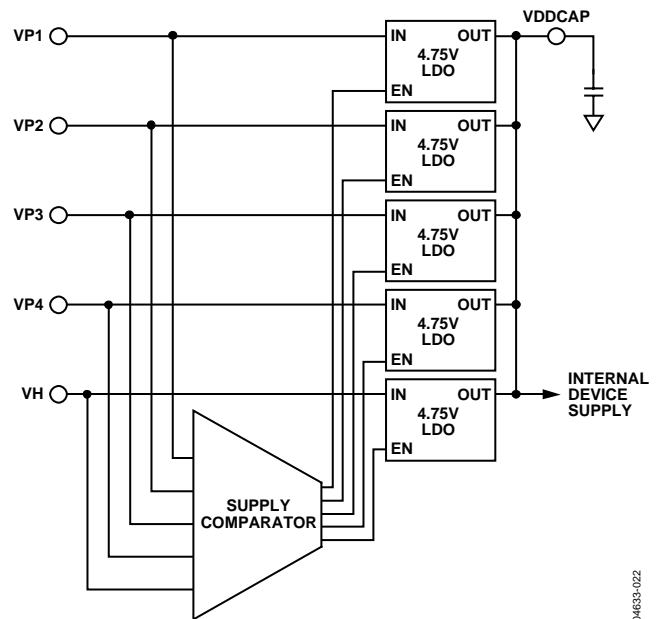 VDDCAP
VP1
IN OUT
4.75V
LDO
EN
VP2
IN OUT
4.75V
LDO
EN
VP3
IN OUT
4.75V
LDO
EN
VP4
IN OUT
4.75V
LDO
EN
VH
IN OUT
4.75V
LDO
EN
INTERNAL
DEVICE
SUPPLY
SUPPLY
COMPARATOR
04633-022